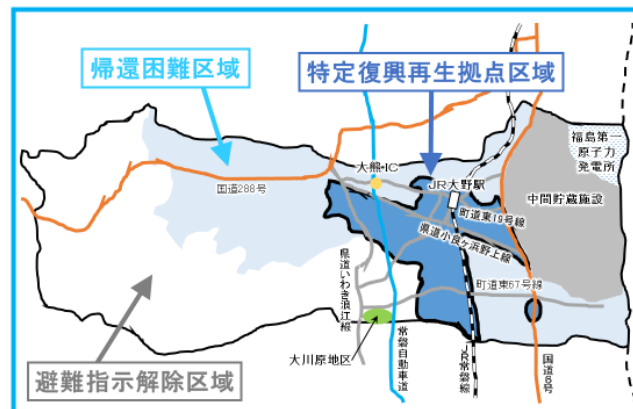 帰還困難区域
特定復興再生拠点区域
福島第一
原子力
発電所
大熊IC
JR大野駅
国道288号
中間貯蔵施設
町道東19号線
県道小良ヶ浜野上線
県道いわき浪江線
町道東67号線
大川原地区
常磐自動車道
JR常磐線
国道6号
避難指示解除区域